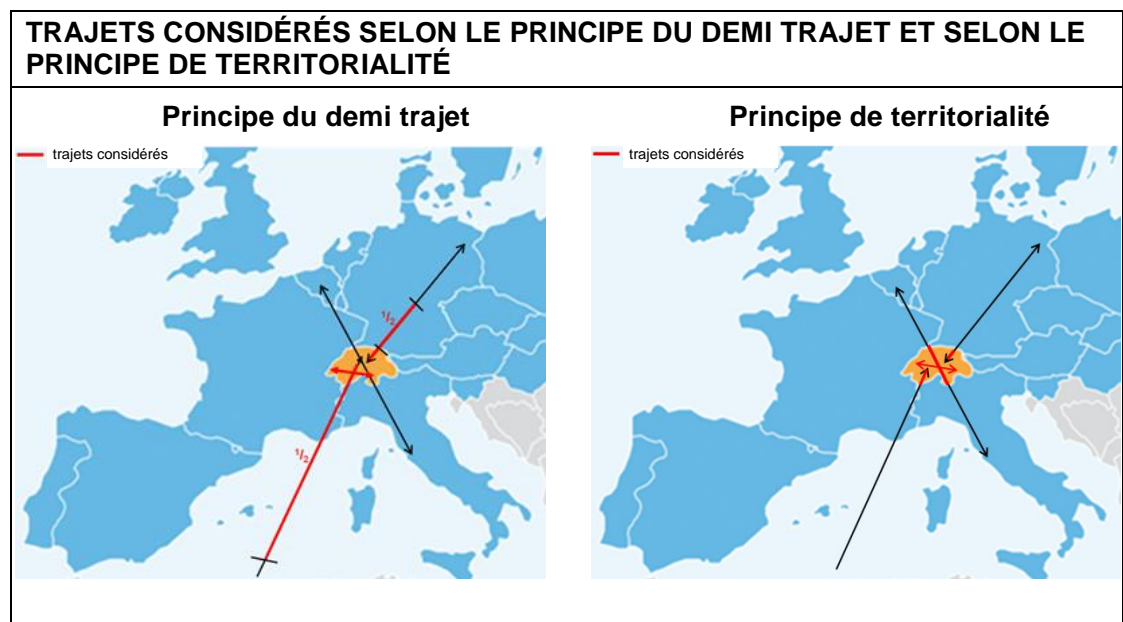 TRAJETS CONSIDÉRÉS SELON LE PRINCIPE DU DEMI TRAJET ET SELON LE
PRINCIPE DE TERRITORIALITÉ
Principe du demi trajet
trajets considérés
1/2
1/2
Principe de territorialité
trajets considérés